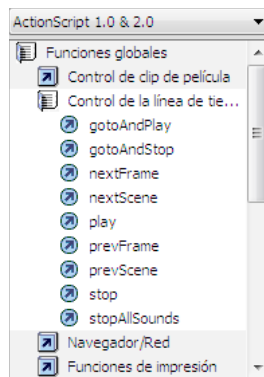 ActionScript 1.0 & 2.0
Funciones globales
Control de clip de película
Control de la línea de tie...
gotoAndPlay
gotoAndStop
nextFrame
nextScene
play
prevFrame
prevScene
stop
stopAllSounds
Navegador/Red
Funciones de impresión